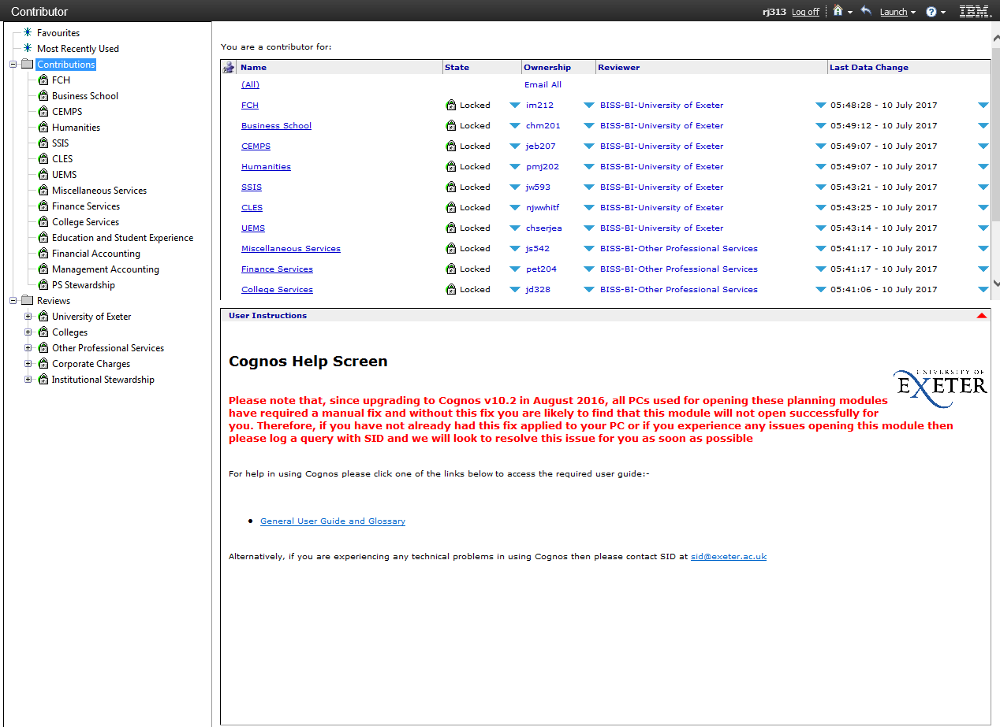 Contributor
rj313 Log off Launch ? IBM.
Favourites
Most Recently Used
Contributions
FCH
Business School
CEMPS
Humanities
SSIS
CLES
UEMS
Miscellaneous Services
Finance Services
College Services
Education and Student Experience
Financial Accounting
Management Accounting
PS Stewardship
Reviews
University of Exeter
Colleges
Other Professional Services
Corporate Charges
Institutional Stewardship
You are a contributor for:
Name State Ownership Reviewer Last Data Change
(All) Email All
FCH Locked im212 BISS-BI-University of Exeter 05:48:28 - 10 July 2017
Business School Locked chm201 BISS-BI-University of Exeter 05:49:12 - 10 July 2017
CEMPS Locked jeb207 BISS-BI-University of Exeter 05:49:07 - 10 July 2017
Humanities Locked pmj202 BISS-BI-University of Exeter 05:49:07 - 10 July 2017
SSIS Locked jw593 BISS-BI-University of Exeter 05:43:21 - 10 July 2017
CLES Locked njwwhitf BISS-BI-University of Exeter 05:43:25 - 10 July 2017
UEMS Locked chserjea BISS-BI-University of Exeter 05:43:14 - 10 July 2017
Miscellaneous Services Locked js542 BISS-BI-Other Professional Services 05:41:17 - 10 July 2017
Finance Services Locked pet204 BISS-BI-Other Professional Services 05:41:17 - 10 July 2017
College Services Locked jd328 BISS-BI-Other Professional Services 05:41:06 - 10 July 2017
User Instructions
Cognos Help Screen
UNIVERSITY OF
EXETER
Please note that, since upgrading to Cognos v10.2 in August 2016, all PCs used for opening these planning modules
have required a manual fix and without this fix you are likely to find that this module will not open successfully for
you. Therefore, if you have not already had this fix applied to your PC or if you experience any issues opening this module then
please log a query with SID and we will look to resolve this issue for you as soon as possible
For help in using Cognos please click one of the links below to access the required user guide:-
• General User Guide and Glossary
Alternatively, if you are experiencing any technical problems in using Cognos then please contact SID at sid@exeter.ac.uk